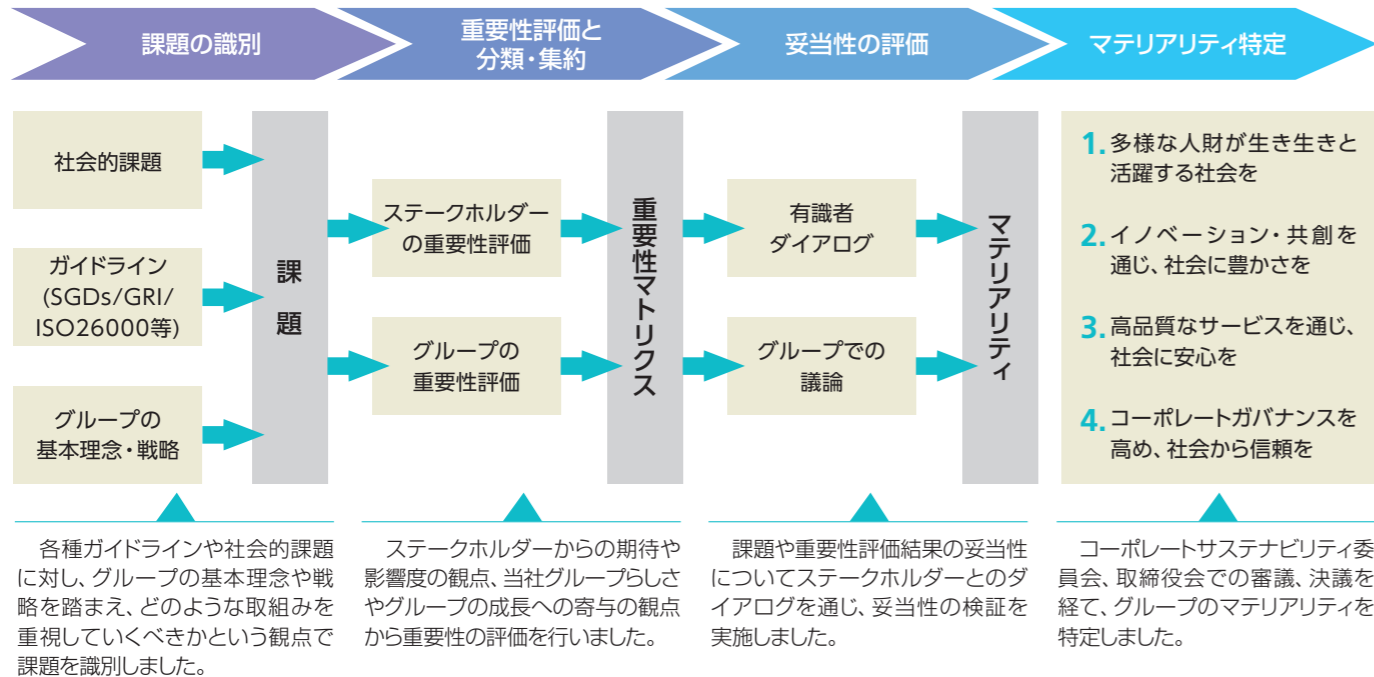 課題の識別
重要性評価と
分類・集約
妥当性の評価
マテリアリティ特定
社会的課題
ガイドライン
(SGDs/GRI/
ISO26000等)
グループの
基本理念・戦略
課題
ステークホルダー
の重要性評価
グループの
重要性評価
重要性マトリクス
有識者
ダイアログ
グループでの
議論
マテリアリティ
1. 多様な人財が生き生きと
活躍する社会を
2. イノベーション・共創を
通じ、社会に豊かさを
3. 高品質なサービスを通じ、
社会に安心を
4. コーポレートガバナンスを
高め、社会から信頼を
各種ガイドラインや社会的課題
に対し、グループの基本理念や戦
略を踏まえ、どのような取組みを
重視していくべきかという観点で
課題を識別しました。
ステークホルダーからの期待や
影響度の観点、当社グループらしさ
やグループの成長への寄与の観点
から重要性の評価を行いました。
課題や重要性評価結果の妥当性
についてステークホルダーとのダ
イアログを通じ、妥当性の検証を
実施しました。
コーポレートサステナビリティ委
員会、取締役会での審議、決議を
経て、グループのマテリアリティを
特定しました。